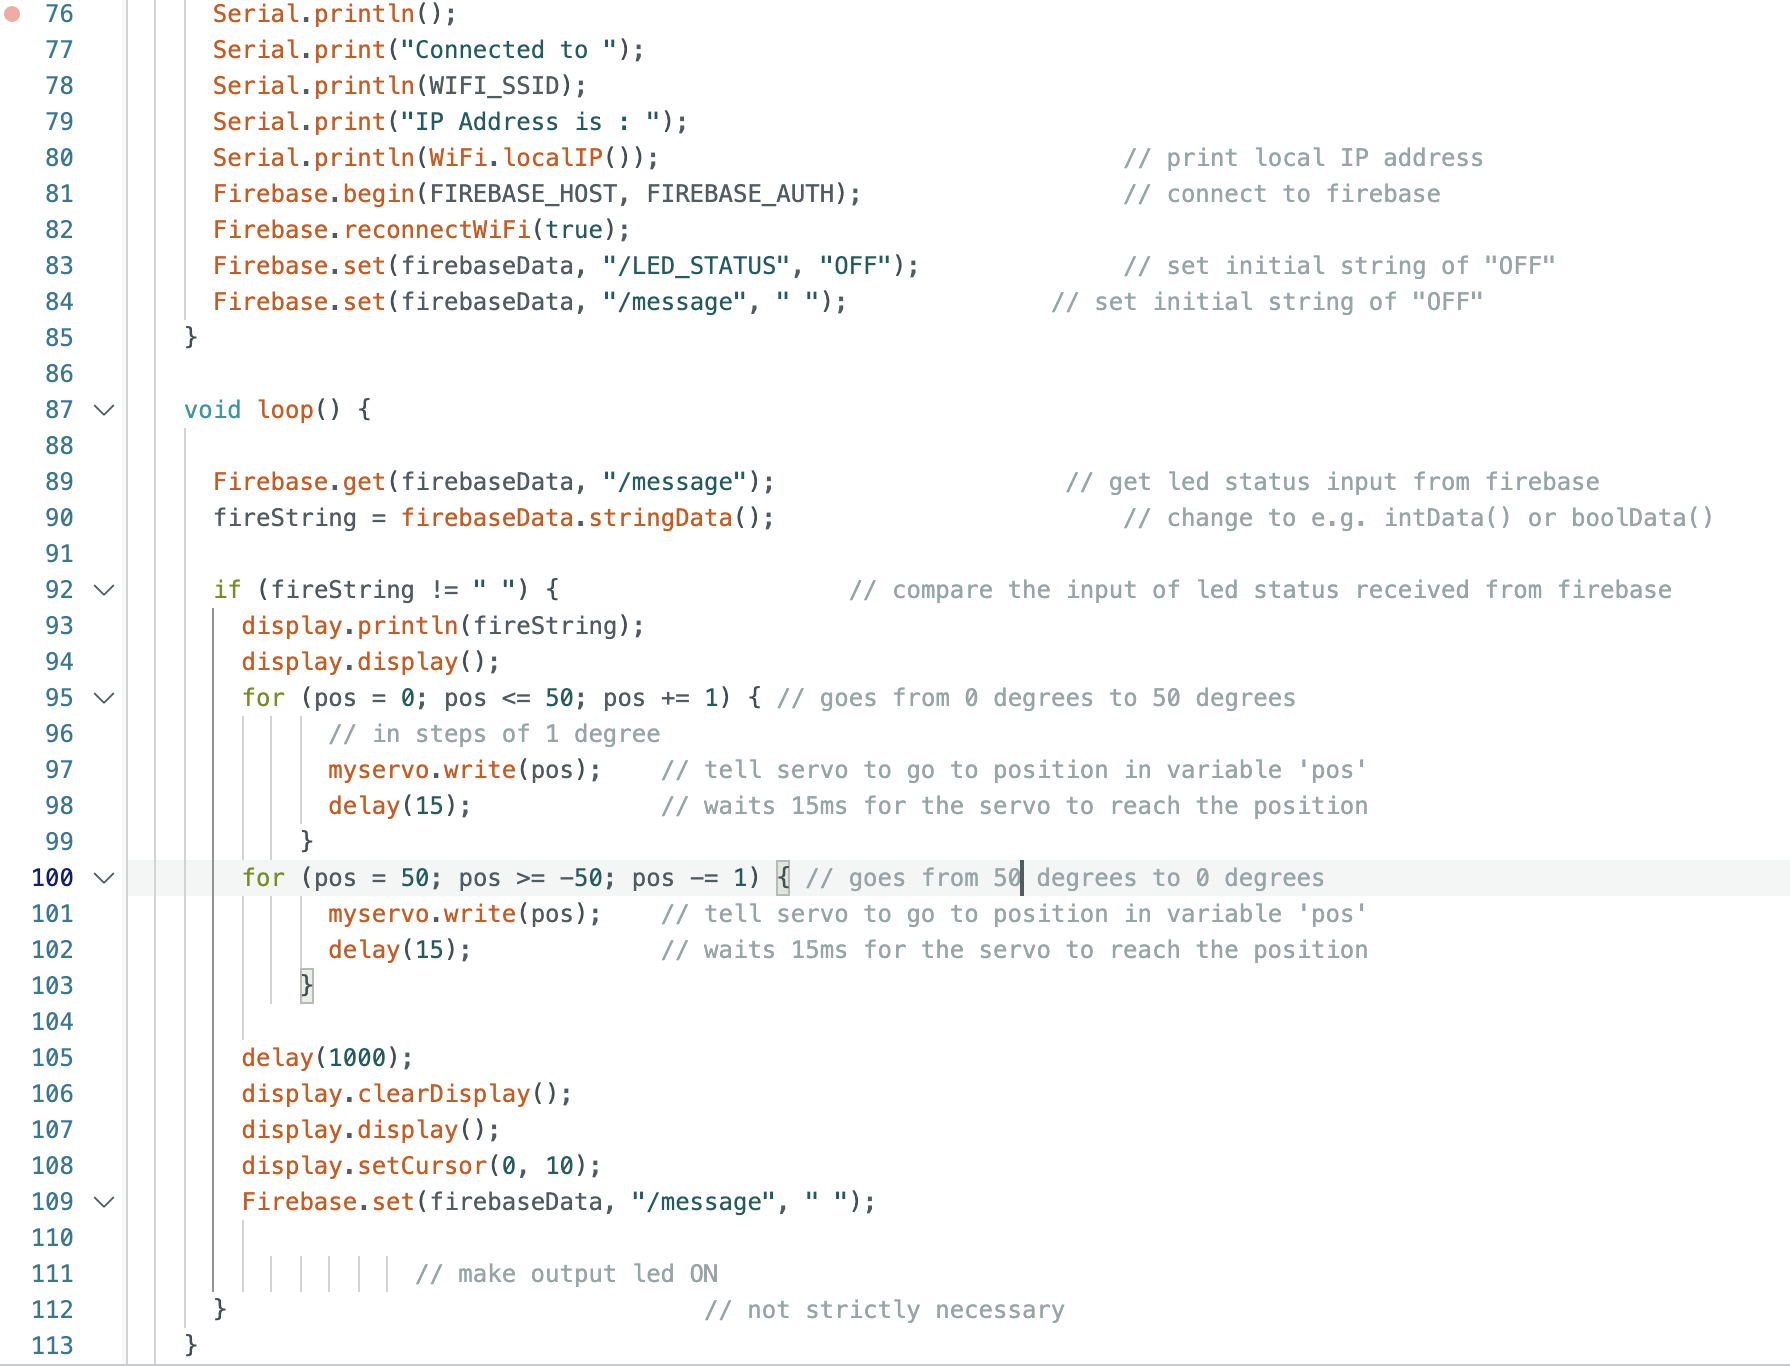 76 Serial.println();
77 Serial.print("Connected to ");
78 Serial.println(WIFI_SSID);
79 Serial.print("IP Address is : ");
80 Serial.println(WiFi.localIP()); // print local IP address
81 Firebase.begin(FIREBASE_HOST, FIREBASE_AUTH); // connect to firebase
82 Firebase.reconnectWiFi(true);
83 Firebase.set(firebaseData, "/LED_STATUS", "OFF"); // set initial string of "OFF"
84 Firebase.set(firebaseData, "/message", " "); // set initial string of "OFF"
85 }
86
87 void loop() {
88
89 Firebase.get(firebaseData, "/message"); // get led status input from firebase
90 fireString = firebaseData.stringData(); // change to e.g. intData() or boolData()
91
92 if (fireString != " ") { // compare the input of led status received from firebase
93 display.println(fireString);
94 display.display();
95 for (pos = 0; pos <= 50; pos += 1) { // goes from 0 degrees to 50 degrees
96 // in steps of 1 degree
97 myservo.write(pos); // tell servo to go to position in variable 'pos'
98 delay(15); // waits 15ms for the servo to reach the position
99 }
100 for (pos = 50; pos >= -50; pos -= 1) { // goes from 50 degrees to 0 degrees
101 myservo.write(pos); // tell servo to go to position in variable 'pos'
102 delay(15); // waits 15ms for the servo to reach the position
103 }
104
105 delay(1000);
106 display.clearDisplay();
107 display.display();
108 display.setCursor(0, 10);
109 Firebase.set(firebaseData, "/message", " ");
110
111 // make output led ON
112 } // not strictly necessary
113 }